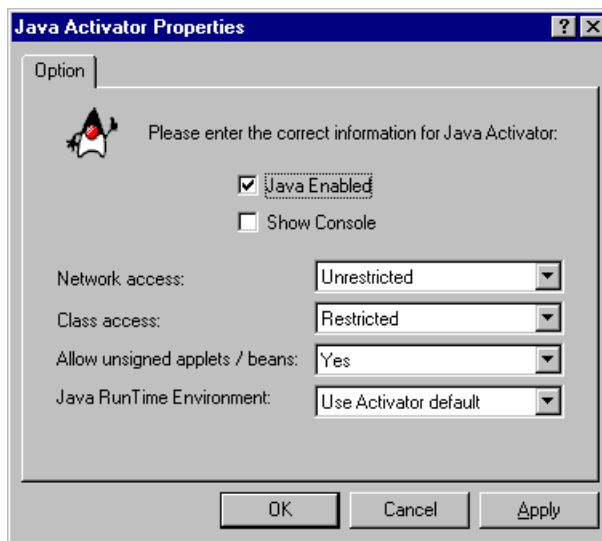 Java Activator Properties
Option
Please enter the correct information for Java Activator:
Java Enabled
Show Console
Network access: Unrestricted
Class access: Restricted
Allow unsigned applets / beans: Yes
Java RunTime Environment: Use Activator default
OK Cancel Apply